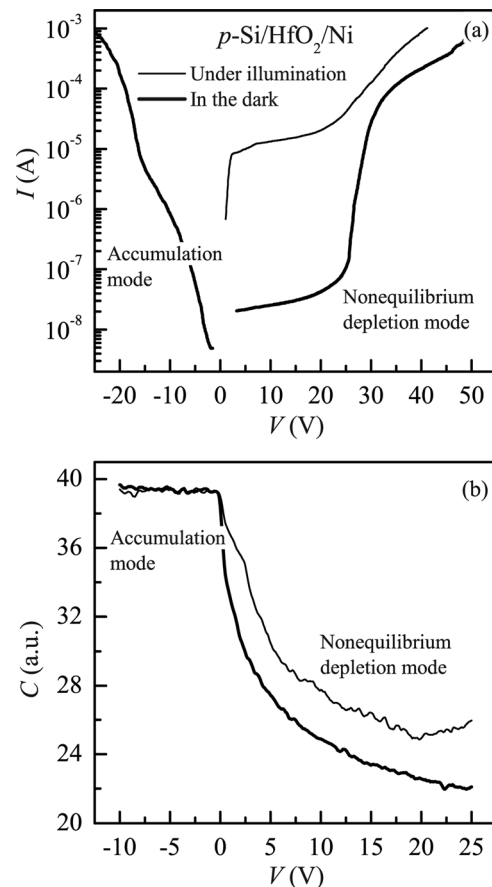 (a)
p-Si/HfO₂/Ni
Under illumination
In the dark
10⁻³
10⁻⁴
10⁻⁵
10⁻⁶
10⁻⁷
10⁻⁸
I (A)
Accumulation
mode
Nonequilibrium
depletion mode
-20 -10 0 10 20 30 40 50
V (V)
(b)
40
36
32
28
24
20
C (a.u.)
Accumulation
mode
Nonequilibrium
depletion mode
-10 -5 0 5 10 15 20 25
V (V)